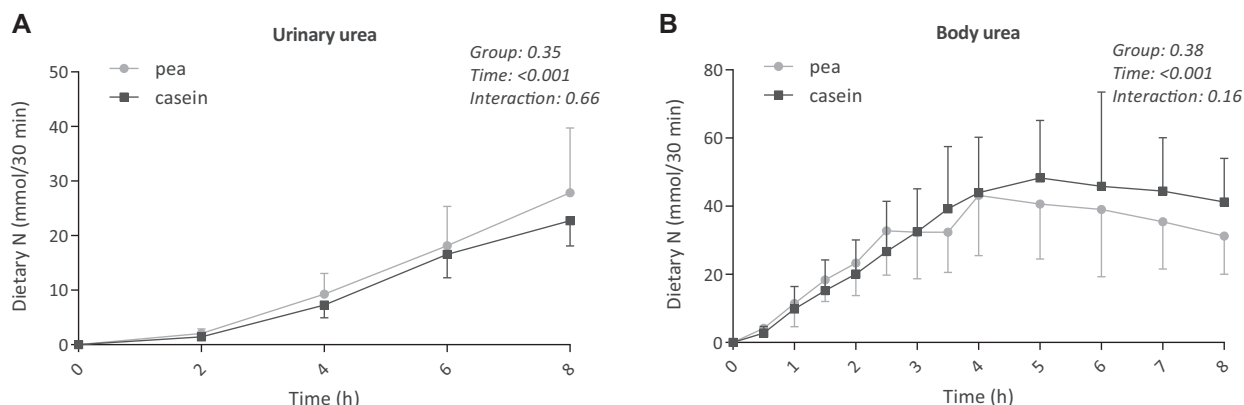 A
Urinary urea
Group: 0.35
Time: <0.001
Interaction: 0.66
pea
casein
50
40
30
20
10
0
Dietary N (mmol/30 min)
0 2 4 6 8
Time (h)
B
Body urea
Group: 0.38
Time: <0.001
Interaction: 0.16
pea
casein
80
60
40
20
0
Dietary N (mmol/30 min)
0 1 2 3 4 5 6 7 8
Time (h)